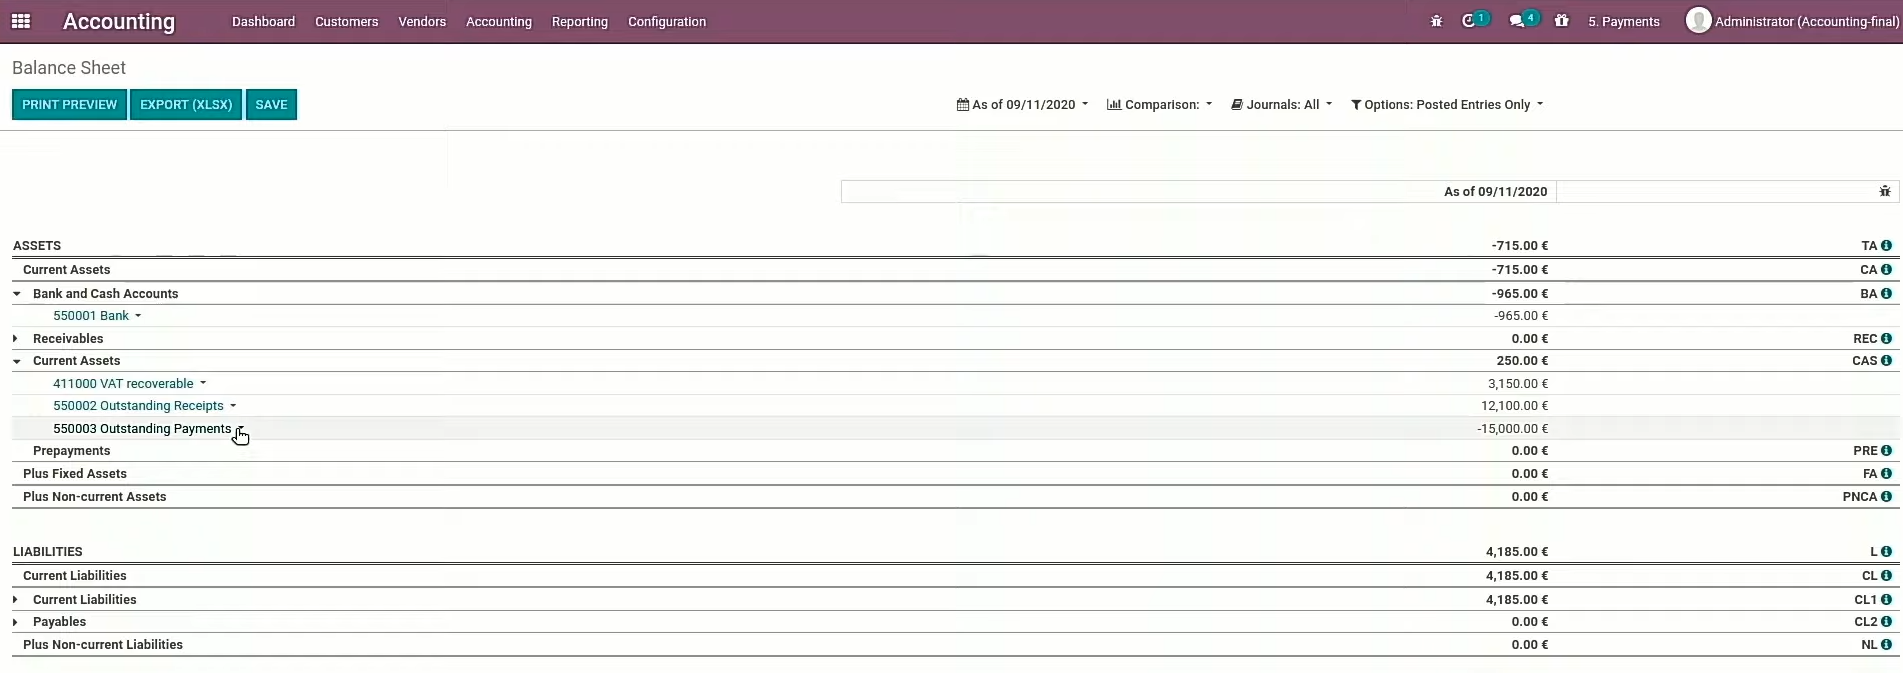 Accounting Dashboard Customers Vendors Accounting Reporting Configuration 1 4 5. Payments Administrator (Accounting-final)
Balance Sheet
PRINT PREVIEW EXPORT (XLSX) SAVE As of 09/11/2020 Comparison: Journals: All Options: Posted Entries Only
As of 09/11/2020
ASSETS -715.00 € TA
Current Assets -715.00 € CA
Bank and Cash Accounts -965.00 € BA
550001 Bank -965.00 €
Receivables 0.00 € REC
Current Assets 250.00 € CAS
411000 VAT recoverable 3,150.00 €
550002 Outstanding Receipts 12,100.00 €
550003 Outstanding Payments -15,000.00 €
Prepayments 0.00 € PRE
Plus Fixed Assets 0.00 € FA
Plus Non-current Assets 0.00 € PNCA
LIABILITIES 4,185.00 € L
Current Liabilities 4,185.00 € CL
Current Liabilities 4,185.00 € CL1
Payables 0.00 € CL2
Plus Non-current Liabilities 0.00 € NL